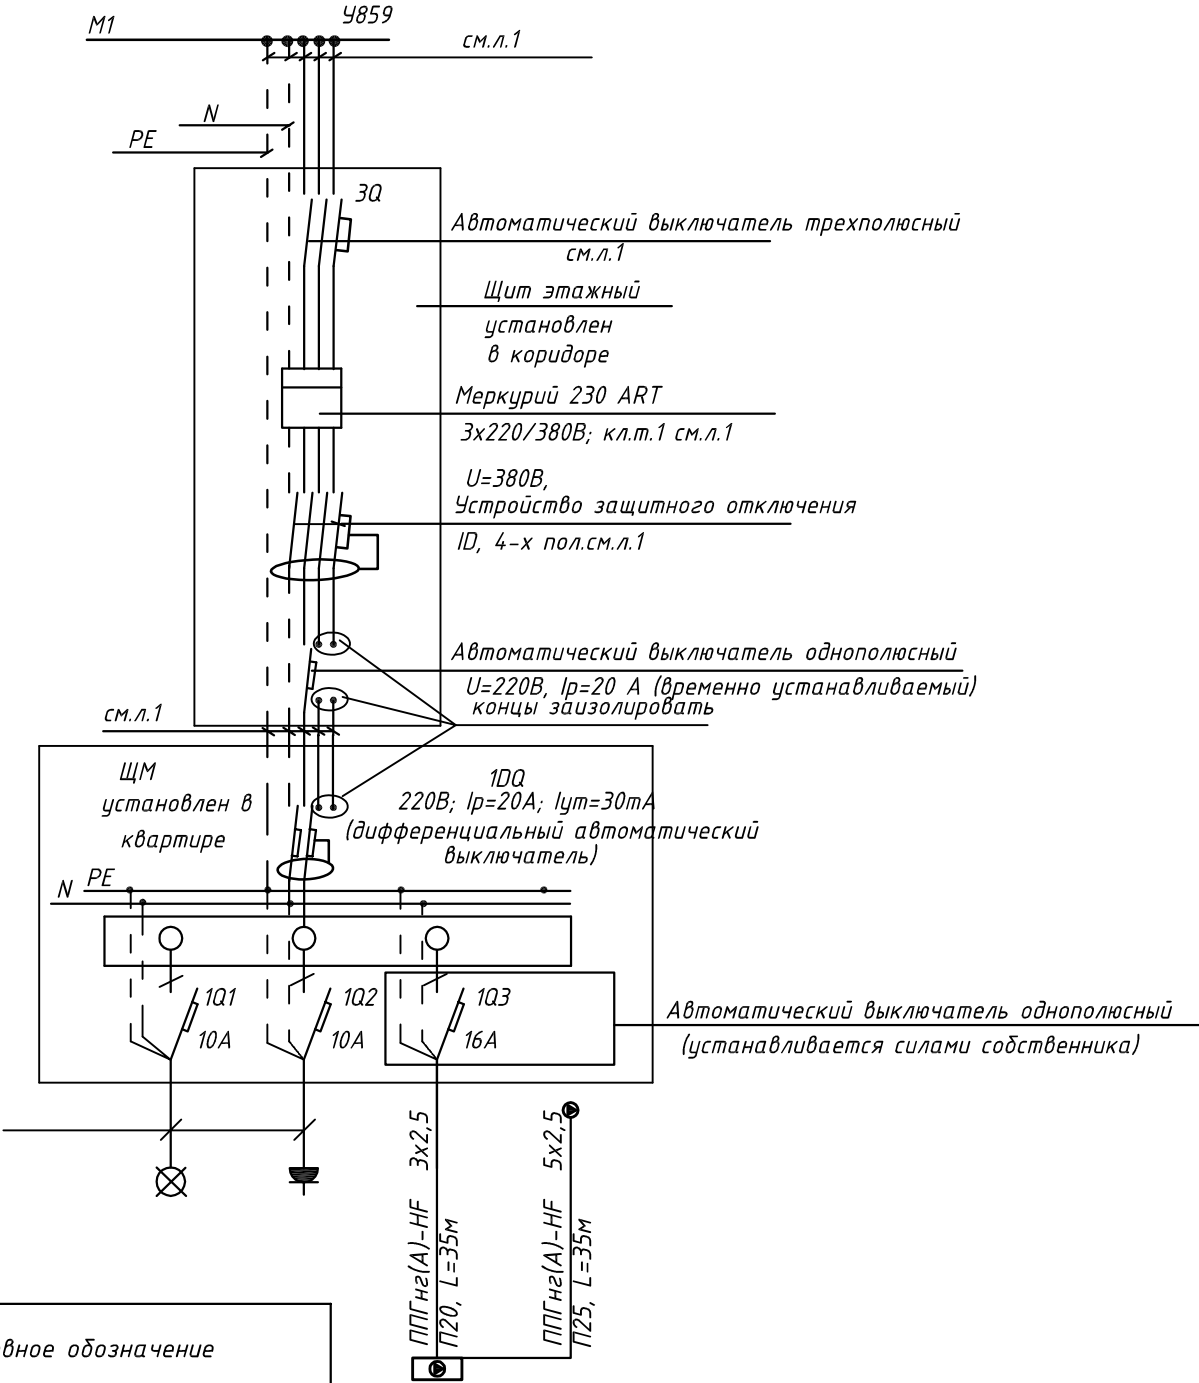 М1
У859
см.л.1
N
PE
3Q
Автоматический выключатель трехполюсный
см.л.1
Щит этажный
установлен
в коридоре
Меркурий 230 ART
3х220/380В; кл.т.1 см.л.1
U=380В,
Устройство защитного отключения
ID, 4-х пол.см.л.1
Автоматический выключатель однополюсный
U=220В, Iр=20 А (временно устанавливаемый)
концы заизолировать
см.л.1
ЩМ
установлен в
квартире
1DQ
220В; Iр=20А; Iут=30mA
(дифференциальный автоматический
выключатель)
PE
N
1Q1
10А
1Q2
10А
1Q3
16А
Автоматический выключатель однополюсный
(устанавливается силами собственника)
ППГнг(А)-HF 3х2,5
П20, L=35м
ППГнг(А)-HF 5х2,5
П25, L=35м
вное обозначение